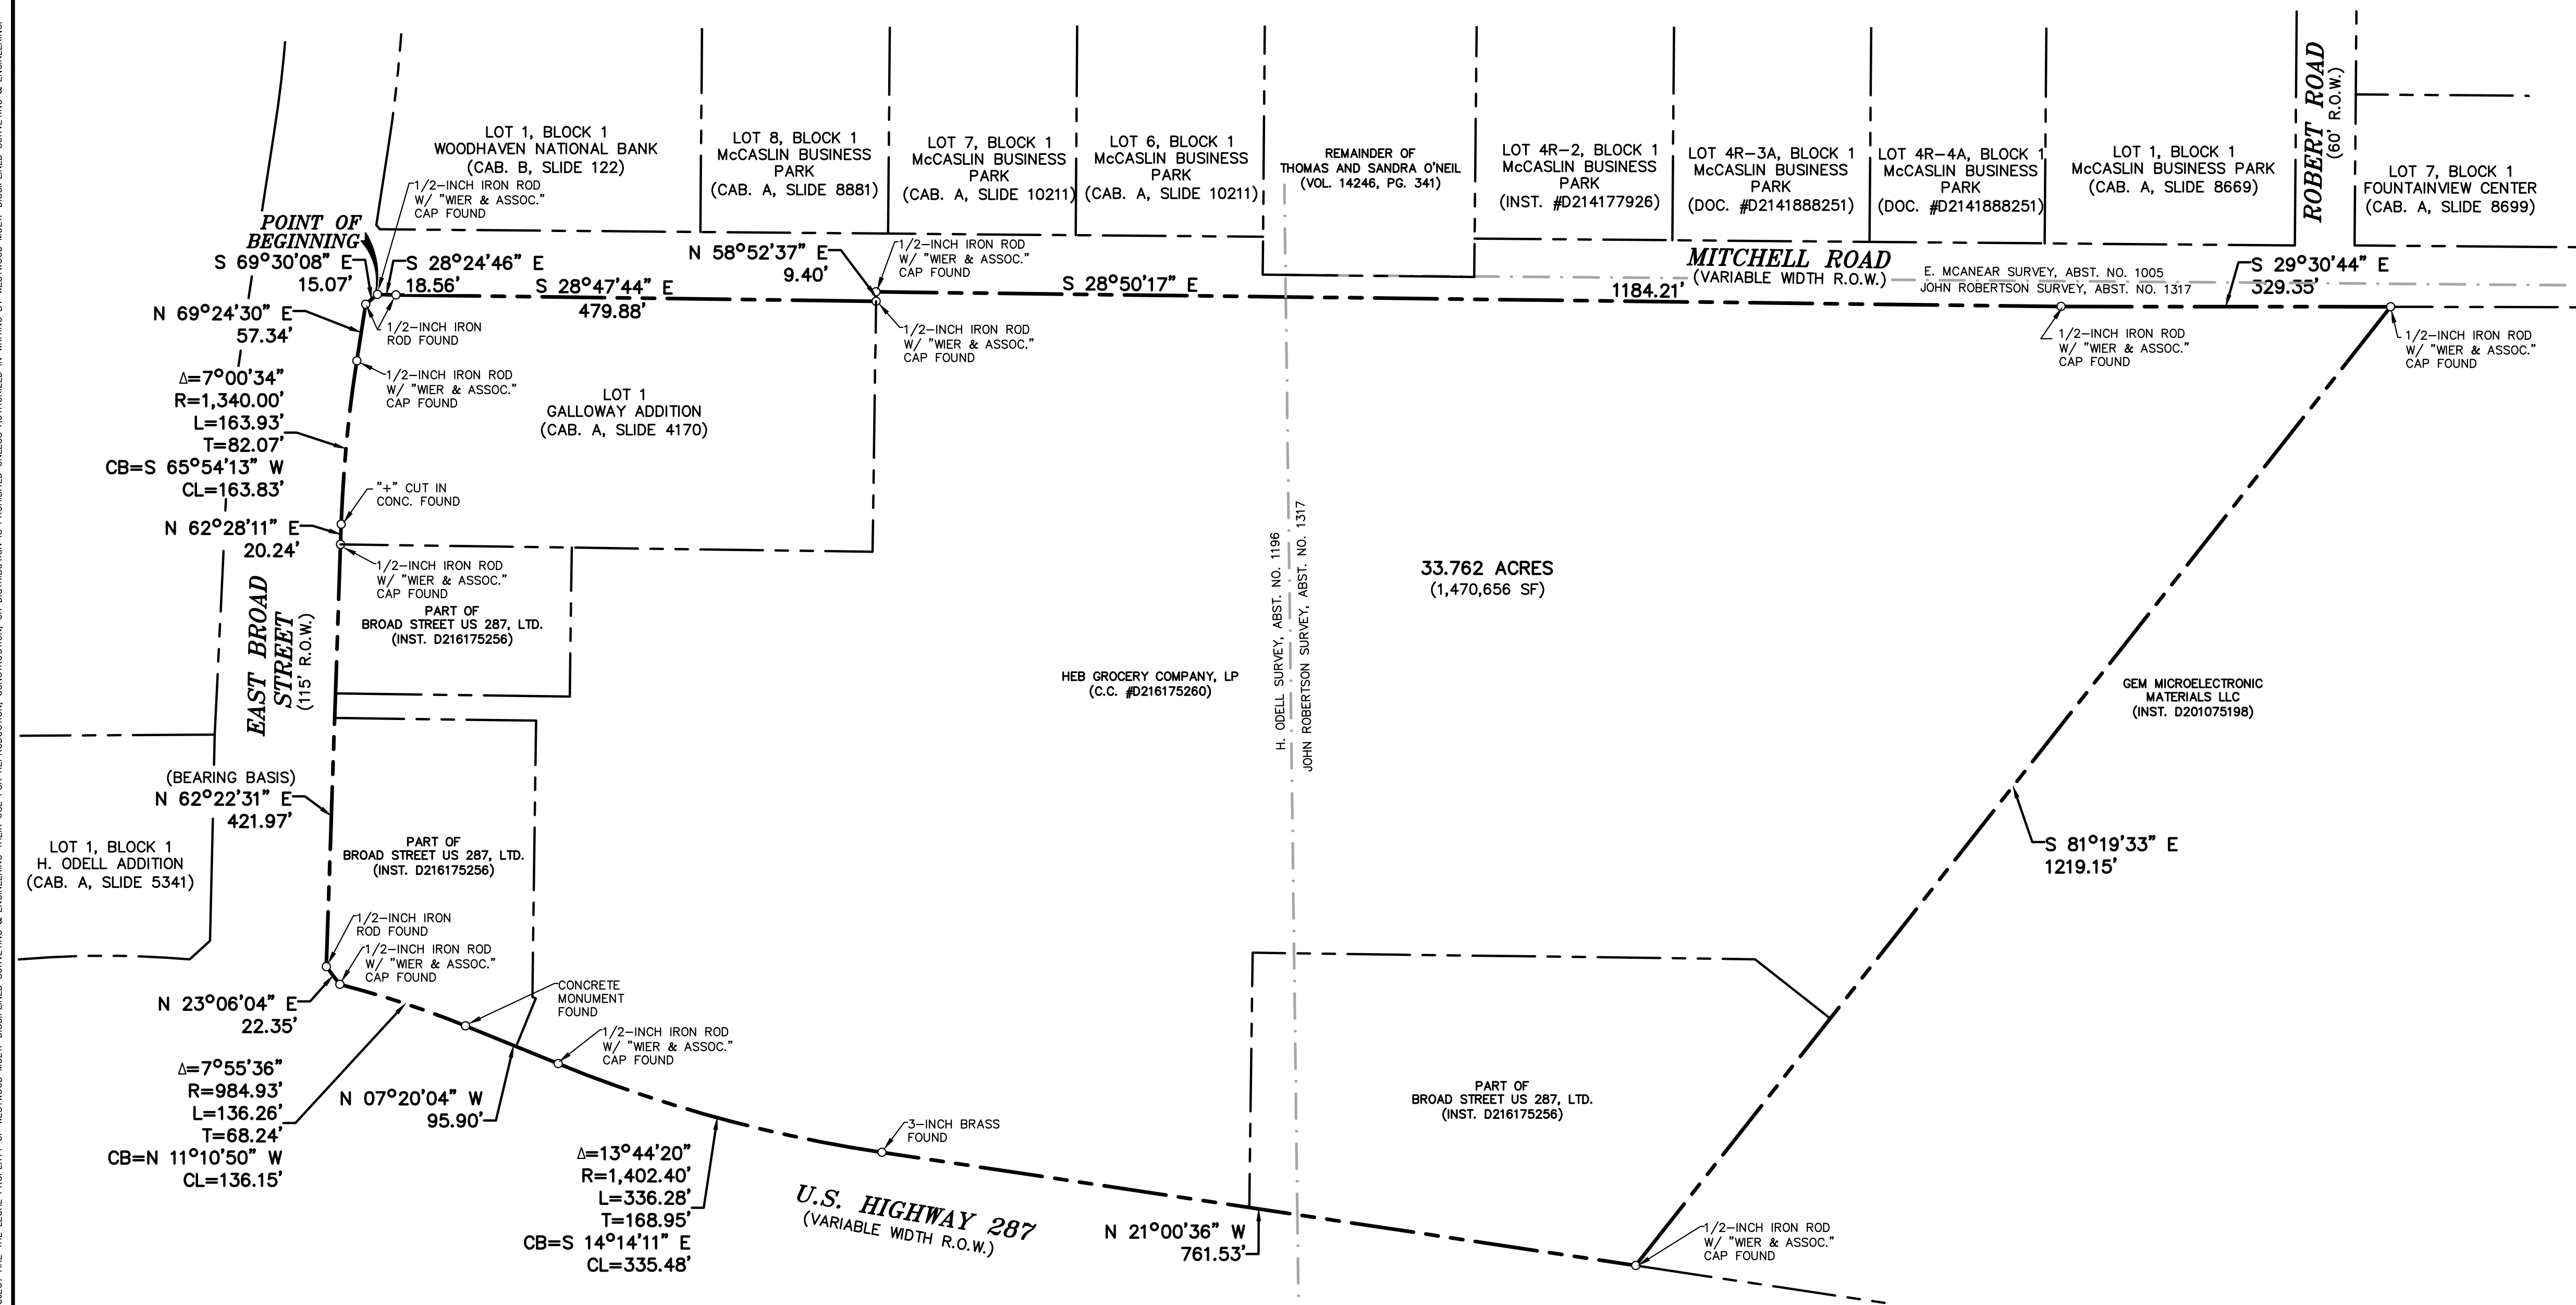 LOT 1, BLOCK 1
WOODHAVEN NATIONAL BANK
(CAB. B, SLIDE 122)
LOT 8, BLOCK 1
McCASLIN BUSINESS
PARK
(CAB. A, SLIDE 8881)
LOT 7, BLOCK 1
McCASLIN BUSINESS
PARK
(CAB. A, SLIDE 10211)
LOT 6, BLOCK 1
McCASLIN BUSINESS
PARK
(CAB. A, SLIDE 10211)
REMAINDER OF
THOMAS AND SANDRA O'NEIL
(VOL. 14246, PG. 341)
LOT 4R-2, BLOCK 1
McCASLIN BUSINESS
PARK
(INST. #D214177926)
LOT 4R-3A, BLOCK 1
McCASLIN BUSINESS
PARK
(DOC. #D2141888251)
LOT 4R-4A, BLOCK 1
McCASLIN BUSINESS
PARK
(DOC. #D2141888251)
LOT 1, BLOCK 1
McCASLIN BUSINESS PARK
(CAB. A, SLIDE 8669)
ROBERT ROAD
(60' R.O.W.)
LOT 7, BLOCK 1
FOUNTAINVIEW CENTER
(CAB. A, SLIDE 8699)
1/2-INCH IRON ROD
W/ "WIER & ASSOC."
CAP FOUND
POINT OF
BEGINNING
S 69°30'08" E
15.07'
S 28°24'46" E
18.56'
S 28°47'44" E
479.88'
N 58°52'37" E
9.40'
1/2-INCH IRON ROD
W/ "WIER & ASSOC."
CAP FOUND
S 28°50'17" E
1184.21'
MITCHELL ROAD
(VARIABLE WIDTH R.O.W.)
E. MCANEAR SURVEY, ABST. NO. 1005
JOHN ROBERTSON SURVEY, ABST. NO. 1317
S 29°30'44" E
329.35'
N 69°24'30" E
57.34'
1/2-INCH IRON
ROD FOUND
1/2-INCH IRON ROD
W/ "WIER & ASSOC."
CAP FOUND
1/2-INCH IRON ROD
W/ "WIER & ASSOC."
CAP FOUND
1/2-INCH IRON ROD
W/ "WIER & ASSOC."
CAP FOUND
1/2-INCH IRON ROD
W/ "WIER & ASSOC."
CAP FOUND
Δ=7°00'34"
R=1,340.00'
L=163.93'
T=82.07'
CB=S 65°54'13" W
CL=163.83'
LOT 1
GALLOWAY ADDITION
(CAB. A, SLIDE 4170)
"+" CUT IN
CONC. FOUND
N 62°28'11" E
20.24'
1/2-INCH IRON ROD
W/ "WIER & ASSOC."
CAP FOUND
EAST BROAD
STREET
(115' R.O.W.)
PART OF
BROAD STREET US 287, LTD.
(INST. D216175256)
H. ODELL SURVEY, ABST. NO. 1196
JOHN ROBERTSON SURVEY, ABST. NO. 1317
33.762 ACRES
(1,470,656 SF)
HEB GROCERY COMPANY, LP
(C.C. #D216175260)
GEM MICROELECTRONIC
MATERIALS LLC
(INST. D201075198)
(BEARING BASIS)
N 62°22'31" E
421.97'
LOT 1, BLOCK 1
H. ODELL ADDITION
(CAB. A, SLIDE 5341)
PART OF
BROAD STREET US 287, LTD.
(INST. D216175256)
S 81°19'33" E
1219.15'
1/2-INCH IRON
ROD FOUND
1/2-INCH IRON ROD
W/ "WIER & ASSOC."
CAP FOUND
N 23°06'04" E
22.35'
CONCRETE
MONUMENT
FOUND
1/2-INCH IRON ROD
W/ "WIER & ASSOC."
CAP FOUND
Δ=7°55'36"
R=984.93'
L=136.26'
T=68.24'
CB=N 11°10'50" W
CL=136.15'
N 07°20'04" W
95.90'
3-INCH BRASS
FOUND
Δ=13°44'20"
R=1,402.40'
L=336.28'
T=168.95'
CB=S 14°14'11" E
CL=335.48'
U.S. HIGHWAY 287
(VARIABLE WIDTH R.O.W.)
N 21°00'36" W
761.53'
PART OF
BROAD STREET US 287, LTD.
(INST. D216175256)
1/2-INCH IRON ROD
W/ "WIER & ASSOC."
CAP FOUND